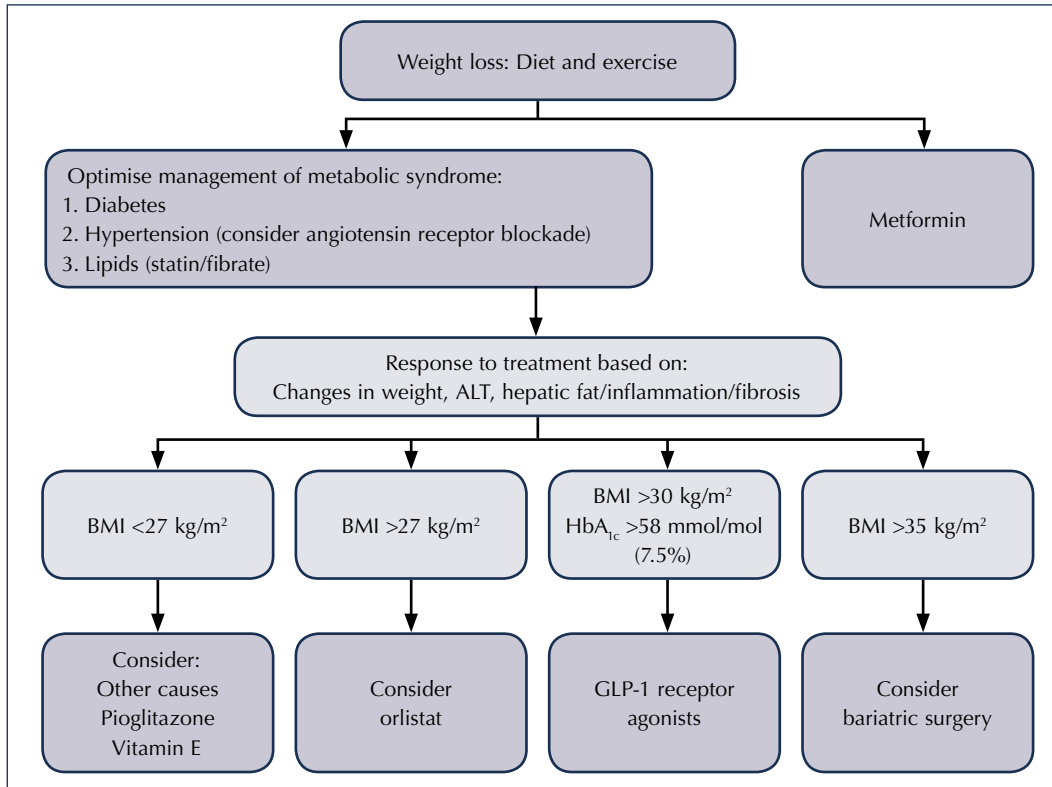 Weight loss: Diet and exercise
Optimise management of metabolic syndrome:
1. Diabetes
2. Hypertension (consider angiotensin receptor blockade)
3. Lipids (statin/fibrate)
Metformin
Response to treatment based on:
Changes in weight, ALT, hepatic fat/inflammation/fibrosis
BMI <27 kg/m²
BMI >27 kg/m²
BMI >30 kg/m²
HbA1c >58 mmol/mol
(7.5%)
BMI >35 kg/m²
Consider:
Other causes
Pioglitazone
Vitamin E
Consider
orlistat
GLP-1 receptor
agonists
Consider
bariatric surgery